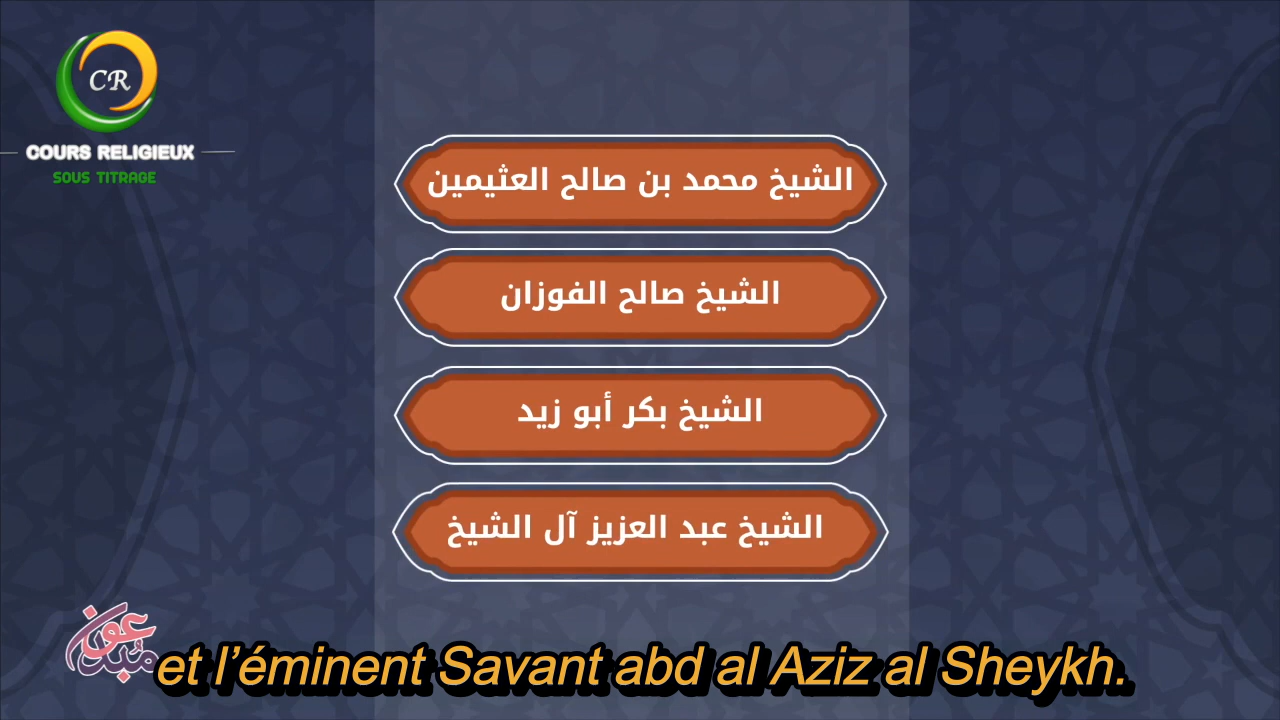 CR
COURS RELIGIEUX
SOUS TITRAGE
الشيخ محمد بن صالح العثيمين
الشيخ صالح الفوزان
الشيخ بكر أبو زيد
الشيخ عبد العزيز آل الشيخ
مبدعون
et l’éminent Savant abd al Aziz al Sheykh.